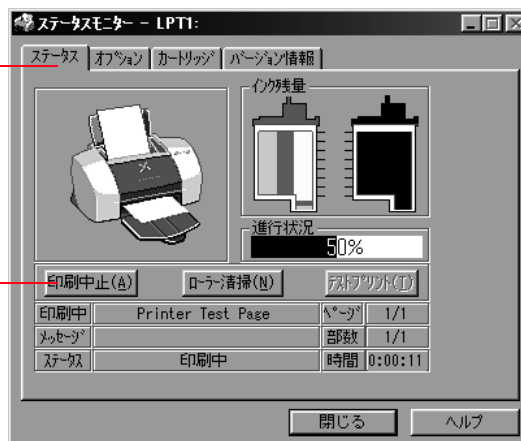 ステータスモニター - LPT1:
ステータス オプション カートリッジ バージョン情報
インク残量
進行状況
50%
印刷中止(A) ローラー清掃(N) テストプリント(T)
印刷中 Printer Test Page ページ 1/1
メッセージ 部数 1/1
ステータス 印刷中 時間 0:00:11
閉じる ヘルプ